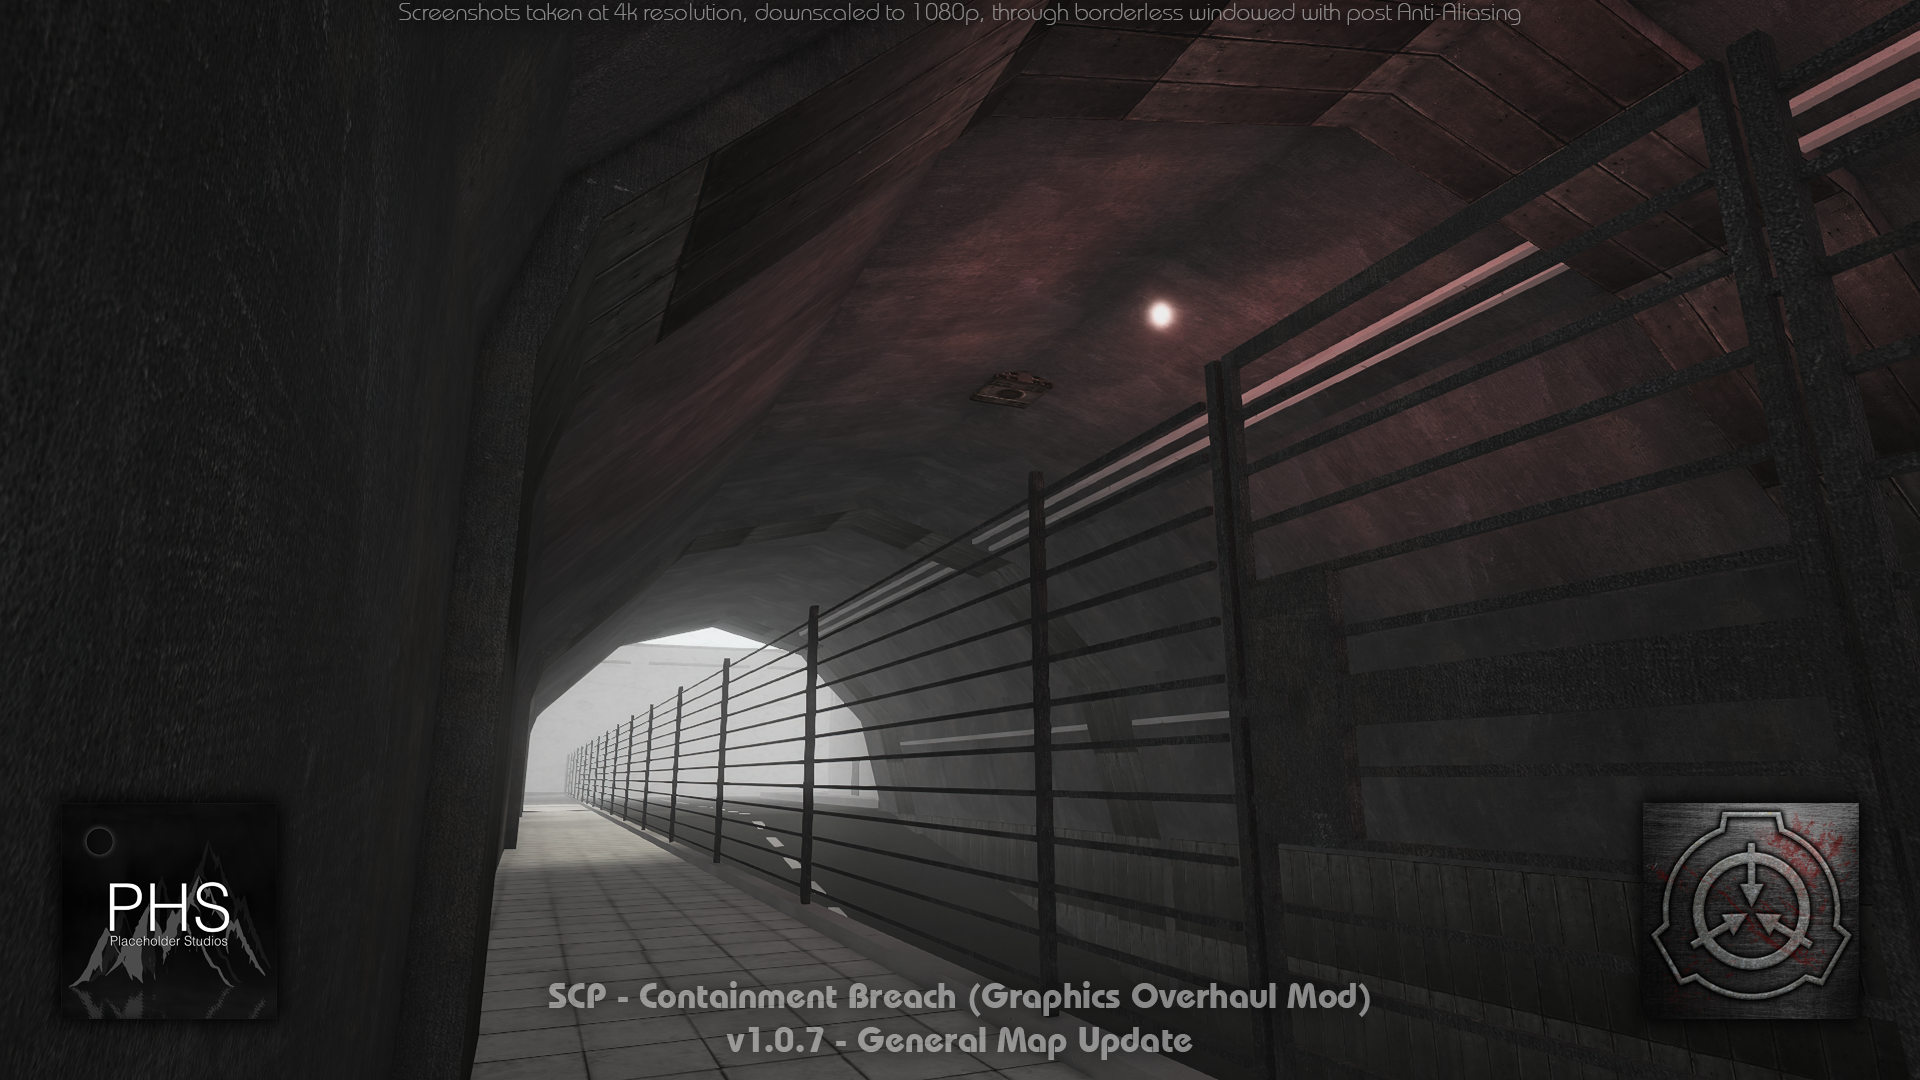 Screenshots taken at 4k resolution, downscaled to 1080p, through borderless windowed with post Anti-Aliasing
PHS
Placeholder Studios
SCP - Containment Breach (Graphics Overhaul Mod)
v1.0.7 - General Map Update